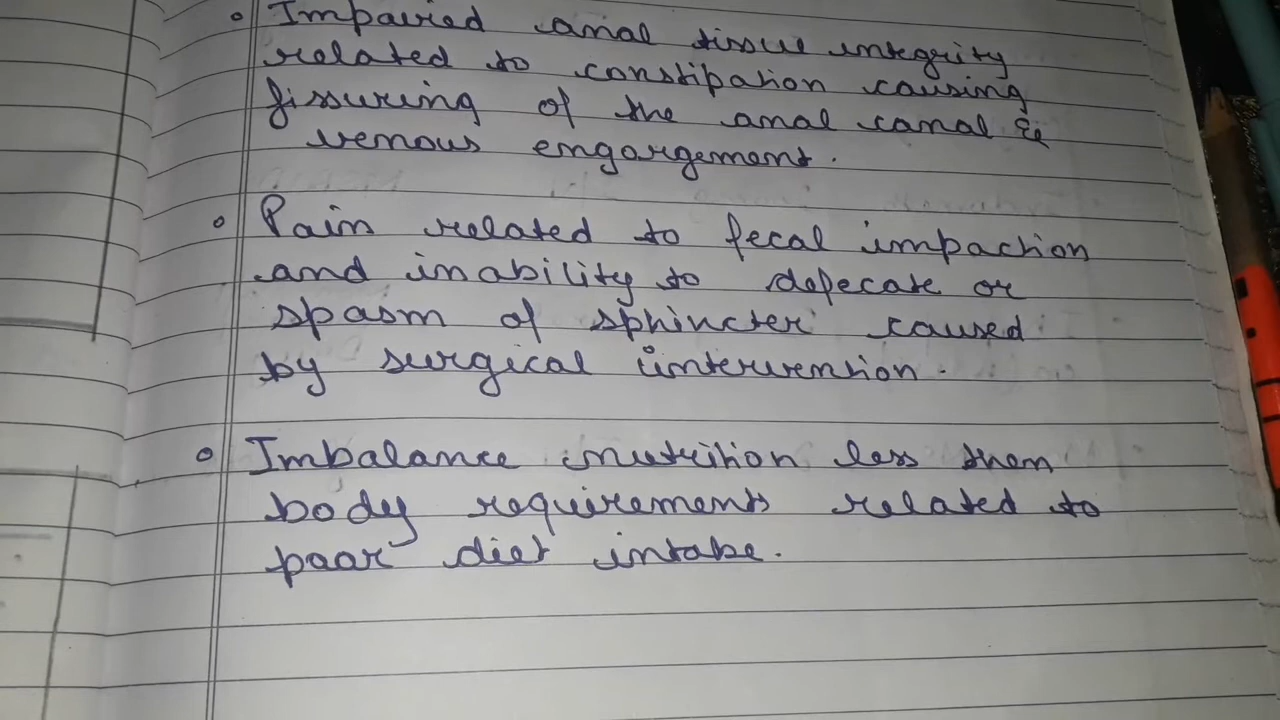 • Impaired anal tissue integrity
related to constipation causing
fissuring of the anal canal &
venous engorgement.
• Pain related to fecal impaction
and inability to defecate or
spasm of sphincter caused
by surgical intervention.
• Imbalance nutrition less them
body requirements related to
poar diet intake.